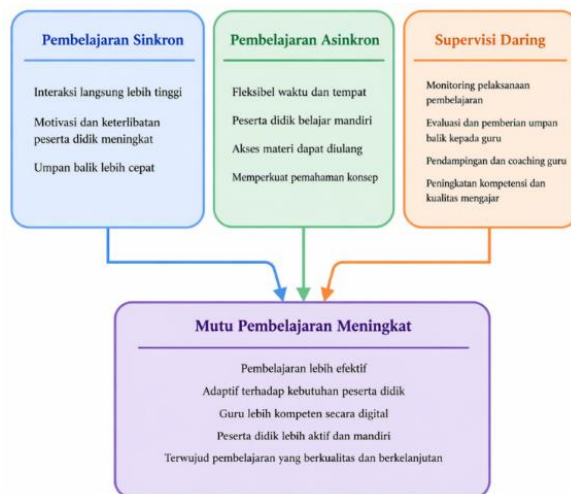 Pembelajaran Sinkron
Interaksi langsung lebih tinggi
Motivasi dan keterlibatan
peserta didik meningkat
Umpan balik lebih cepat
Pembelajaran Asinkron
Fleksibel waktu dan tempat
Peserta didik belajar mandiri
Akses materi dapat diulang
Memperkuat pemahaman konsep
Supervisi Daring
Monitoring pelaksanaan
pembelajaran
Evaluasi dan pemberian umpan
balik kepada guru
Pendampingan dan coaching guru
Peningkatan kompetensi dan
kualitas mengajar
Mutu Pembelajaran Meningkat
Pembelajaran lebih efektif
Adaptif terhadap kebutuhan peserta didik
Guru lebih kompeten secara digital
Peserta didik lebih aktif dan mandiri
Terwujud pembelajaran yang berkualitas dan berkelanjutan